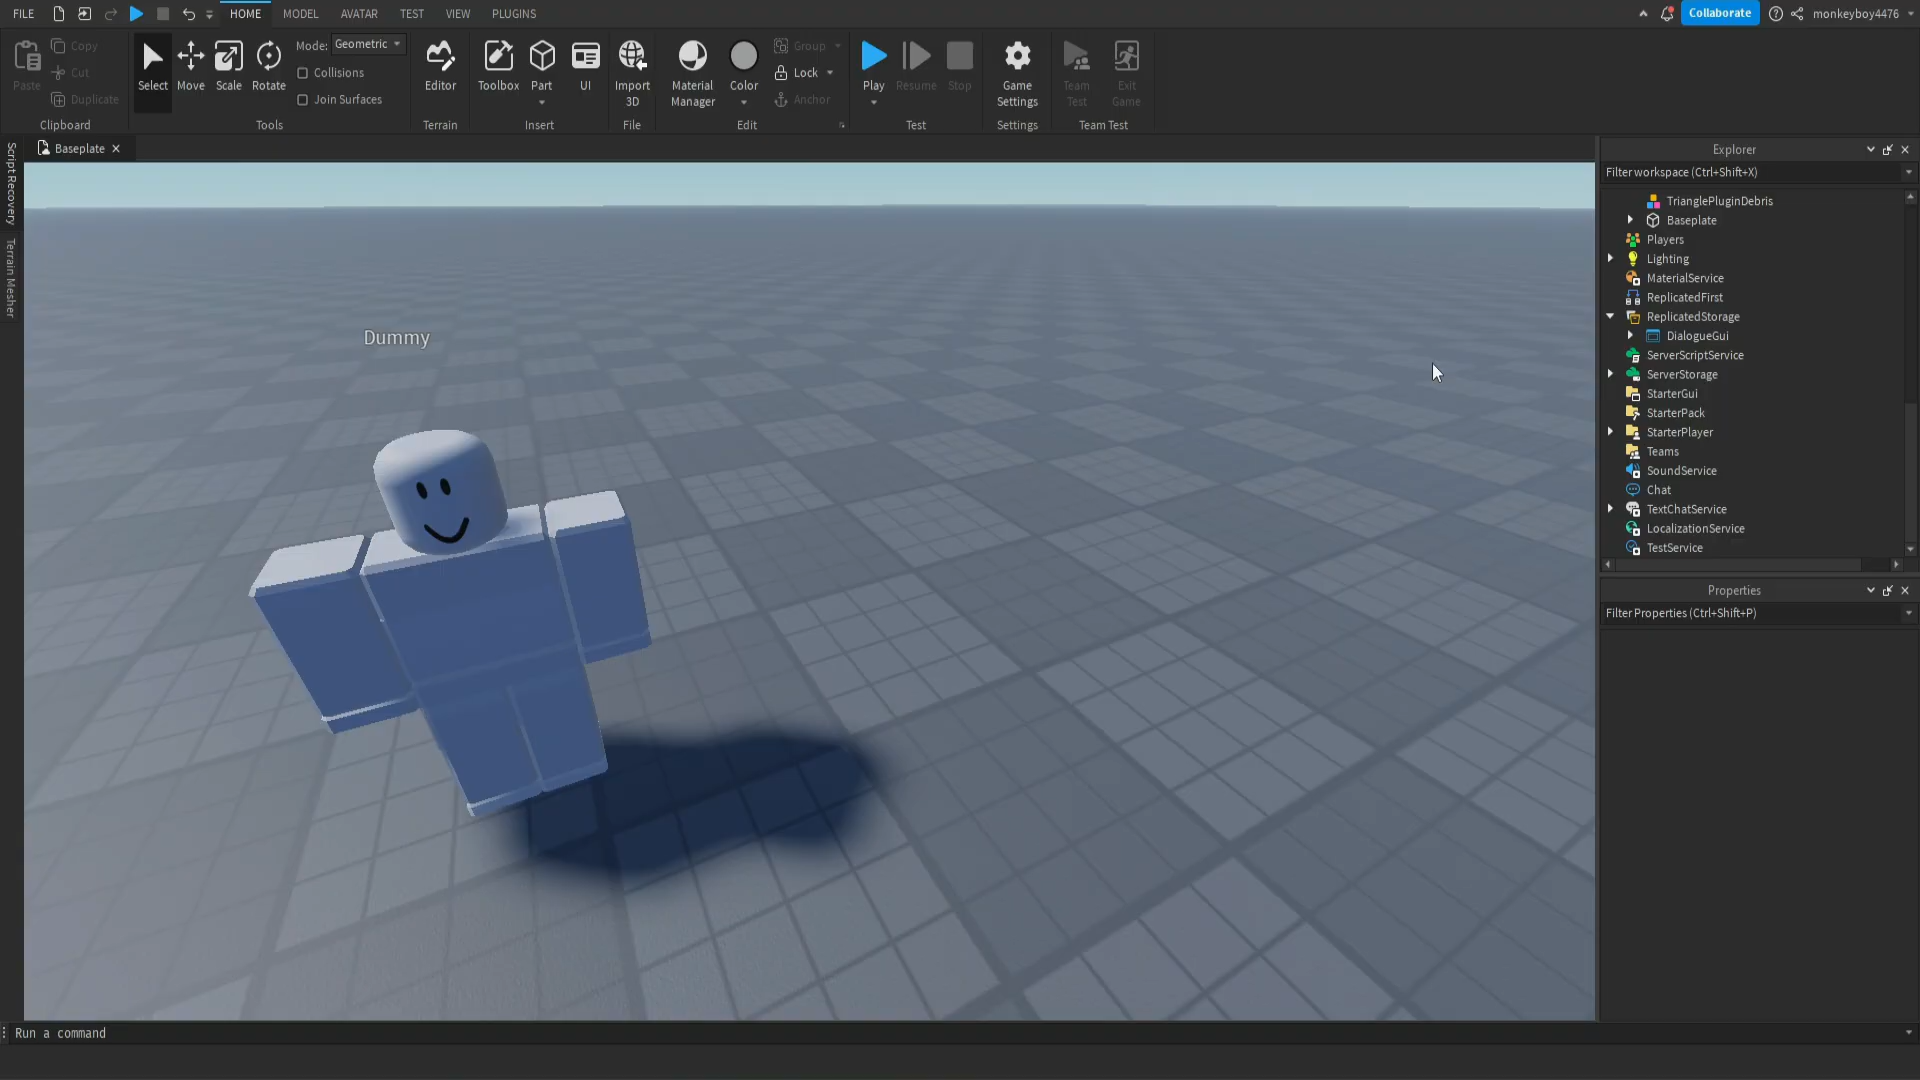 FILE HOME MODEL AVATAR TEST VIEW PLUGINS Collaborate monkeyboy4476
Paste Copy Cut Duplicate
Clipboard
Select Move Scale Rotate
Mode: Geometric
Collisions
Join Surfaces
Tools
Editor
Terrain
Toolbox Part UI
Insert
Import 3D
File
Material Manager
Color
Group
Lock
Anchor
Edit
Play Resume Stop
Test
Game Settings
Settings
Team Test
Exit Game
Team Test
Script Recovery
Terrain Mesher
Baseplate
Dummy
Explorer
Filter workspace (Ctrl+Shift+X)
TrianglePluginDebris
Baseplate
Players
Lighting
MaterialService
ReplicatedFirst
ReplicatedStorage
DialogueGui
ServerScriptService
ServerStorage
StarterGui
StarterPack
StarterPlayer
Teams
SoundService
Chat
TextChatService
LocalizationService
TestService
Properties
Filter Properties (Ctrl+Shift+P)
Run a command